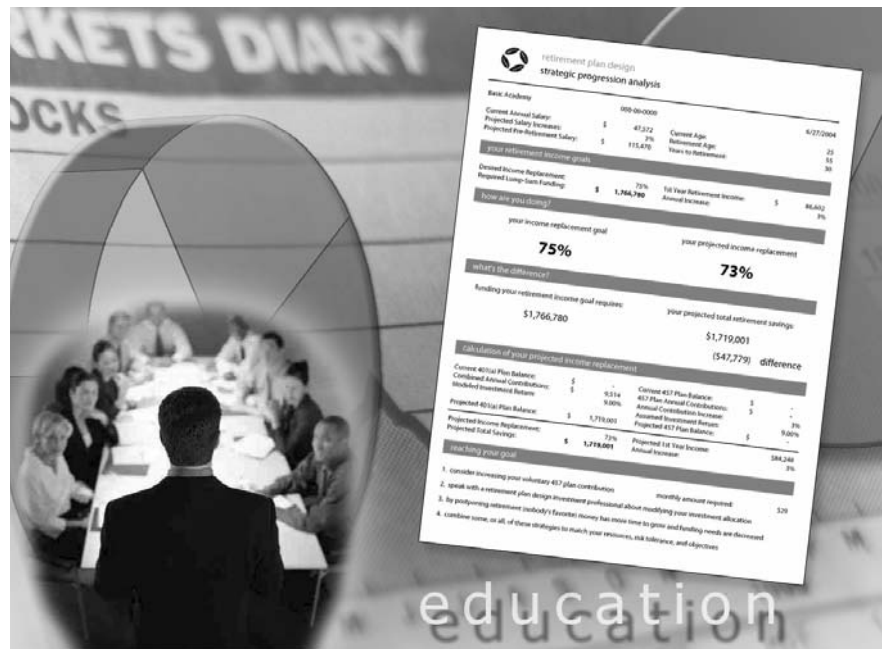 RKETS DIARY
OCKS
retirement plan design
strategic progression analysis
Basic Academy 000-00-0000 6/27/2004
Current Annual Salary: $ 47,572 Current Age: 25
Projected Salary Increases: 3% Retirement Age: 55
Projected Pre-Retirement Salary: $ 115,470 Years to Retirement: 30
your retirement income goals
Desired Income Replacement: 75% 1st Year Retirement Income: $ 86,602
Required Lump-Sum Funding: $ 1,766,780 Annual Increase: 3%
how are you doing?
your income replacement goal your projected income replacement
75% 73%
what's the difference?
funding your retirement income goal requires: your projected total retirement savings:
$1,766,780 $1,719,001
($47,779) difference
calculation of your projected income replacement
Current 401(a) Plan Balance: $ - Current 457 Plan Balance: $ -
Combined Annual Contributions: $ 9,514 457 Plan Annual Contributions: $ -
Modeled Investment Return: 9.00% Annual Contribution Increase: 3%
Assumed Investment Return: 9.00%
Projected 401(a) Plan Balance: $ 1,719,001 Projected 457 Plan Balance: $ -
Projected Income Replacement: 73% Projected 1st Year Income: $84,248
Projected Total Savings: $ 1,719,001 Annual Increase: 3%
reaching your goal
1. consider increasing your voluntary 457 plan contribution monthly amount required: $29
2. speak with a retirement plan design investment professional about modifying your investment allocation
3. by postponing retirement (nobody's favorite) money has more time to grow and funding needs are decreased
4. combine some, or all, of these strategies to match your resources, risk tolerance, and objectives
education
education